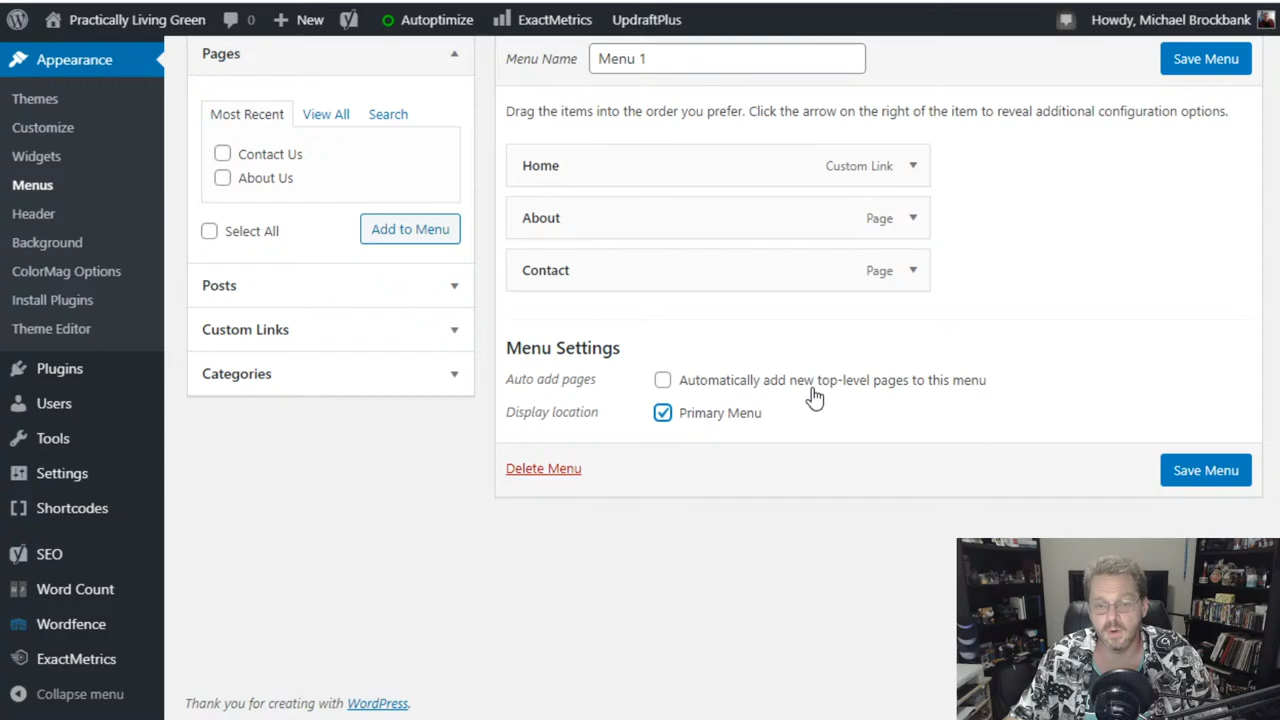 Practically Living Green 0 New Autoptimize ExactMetrics UpdraftPlus Howdy, Michael Brockbank
Appearance
Themes
Customize
Widgets
Menus
Header
Background
ColorMag Options
Install Plugins
Theme Editor
Plugins
Users
Tools
Settings
Shortcodes
SEO
Word Count
Wordfence
ExactMetrics
Collapse menu
Pages
Most Recent View All Search
Contact Us
About Us
Select All Add to Menu
Posts
Custom Links
Categories
Menu Name Menu 1 Save Menu
Drag the items into the order you prefer. Click the arrow on the right of the item to reveal additional configuration options.
Home Custom Link
About Page
Contact Page
Menu Settings
Auto add pages Automatically add new top-level pages to this menu
Display location Primary Menu
Delete Menu Save Menu
Thank you for creating with WordPress.